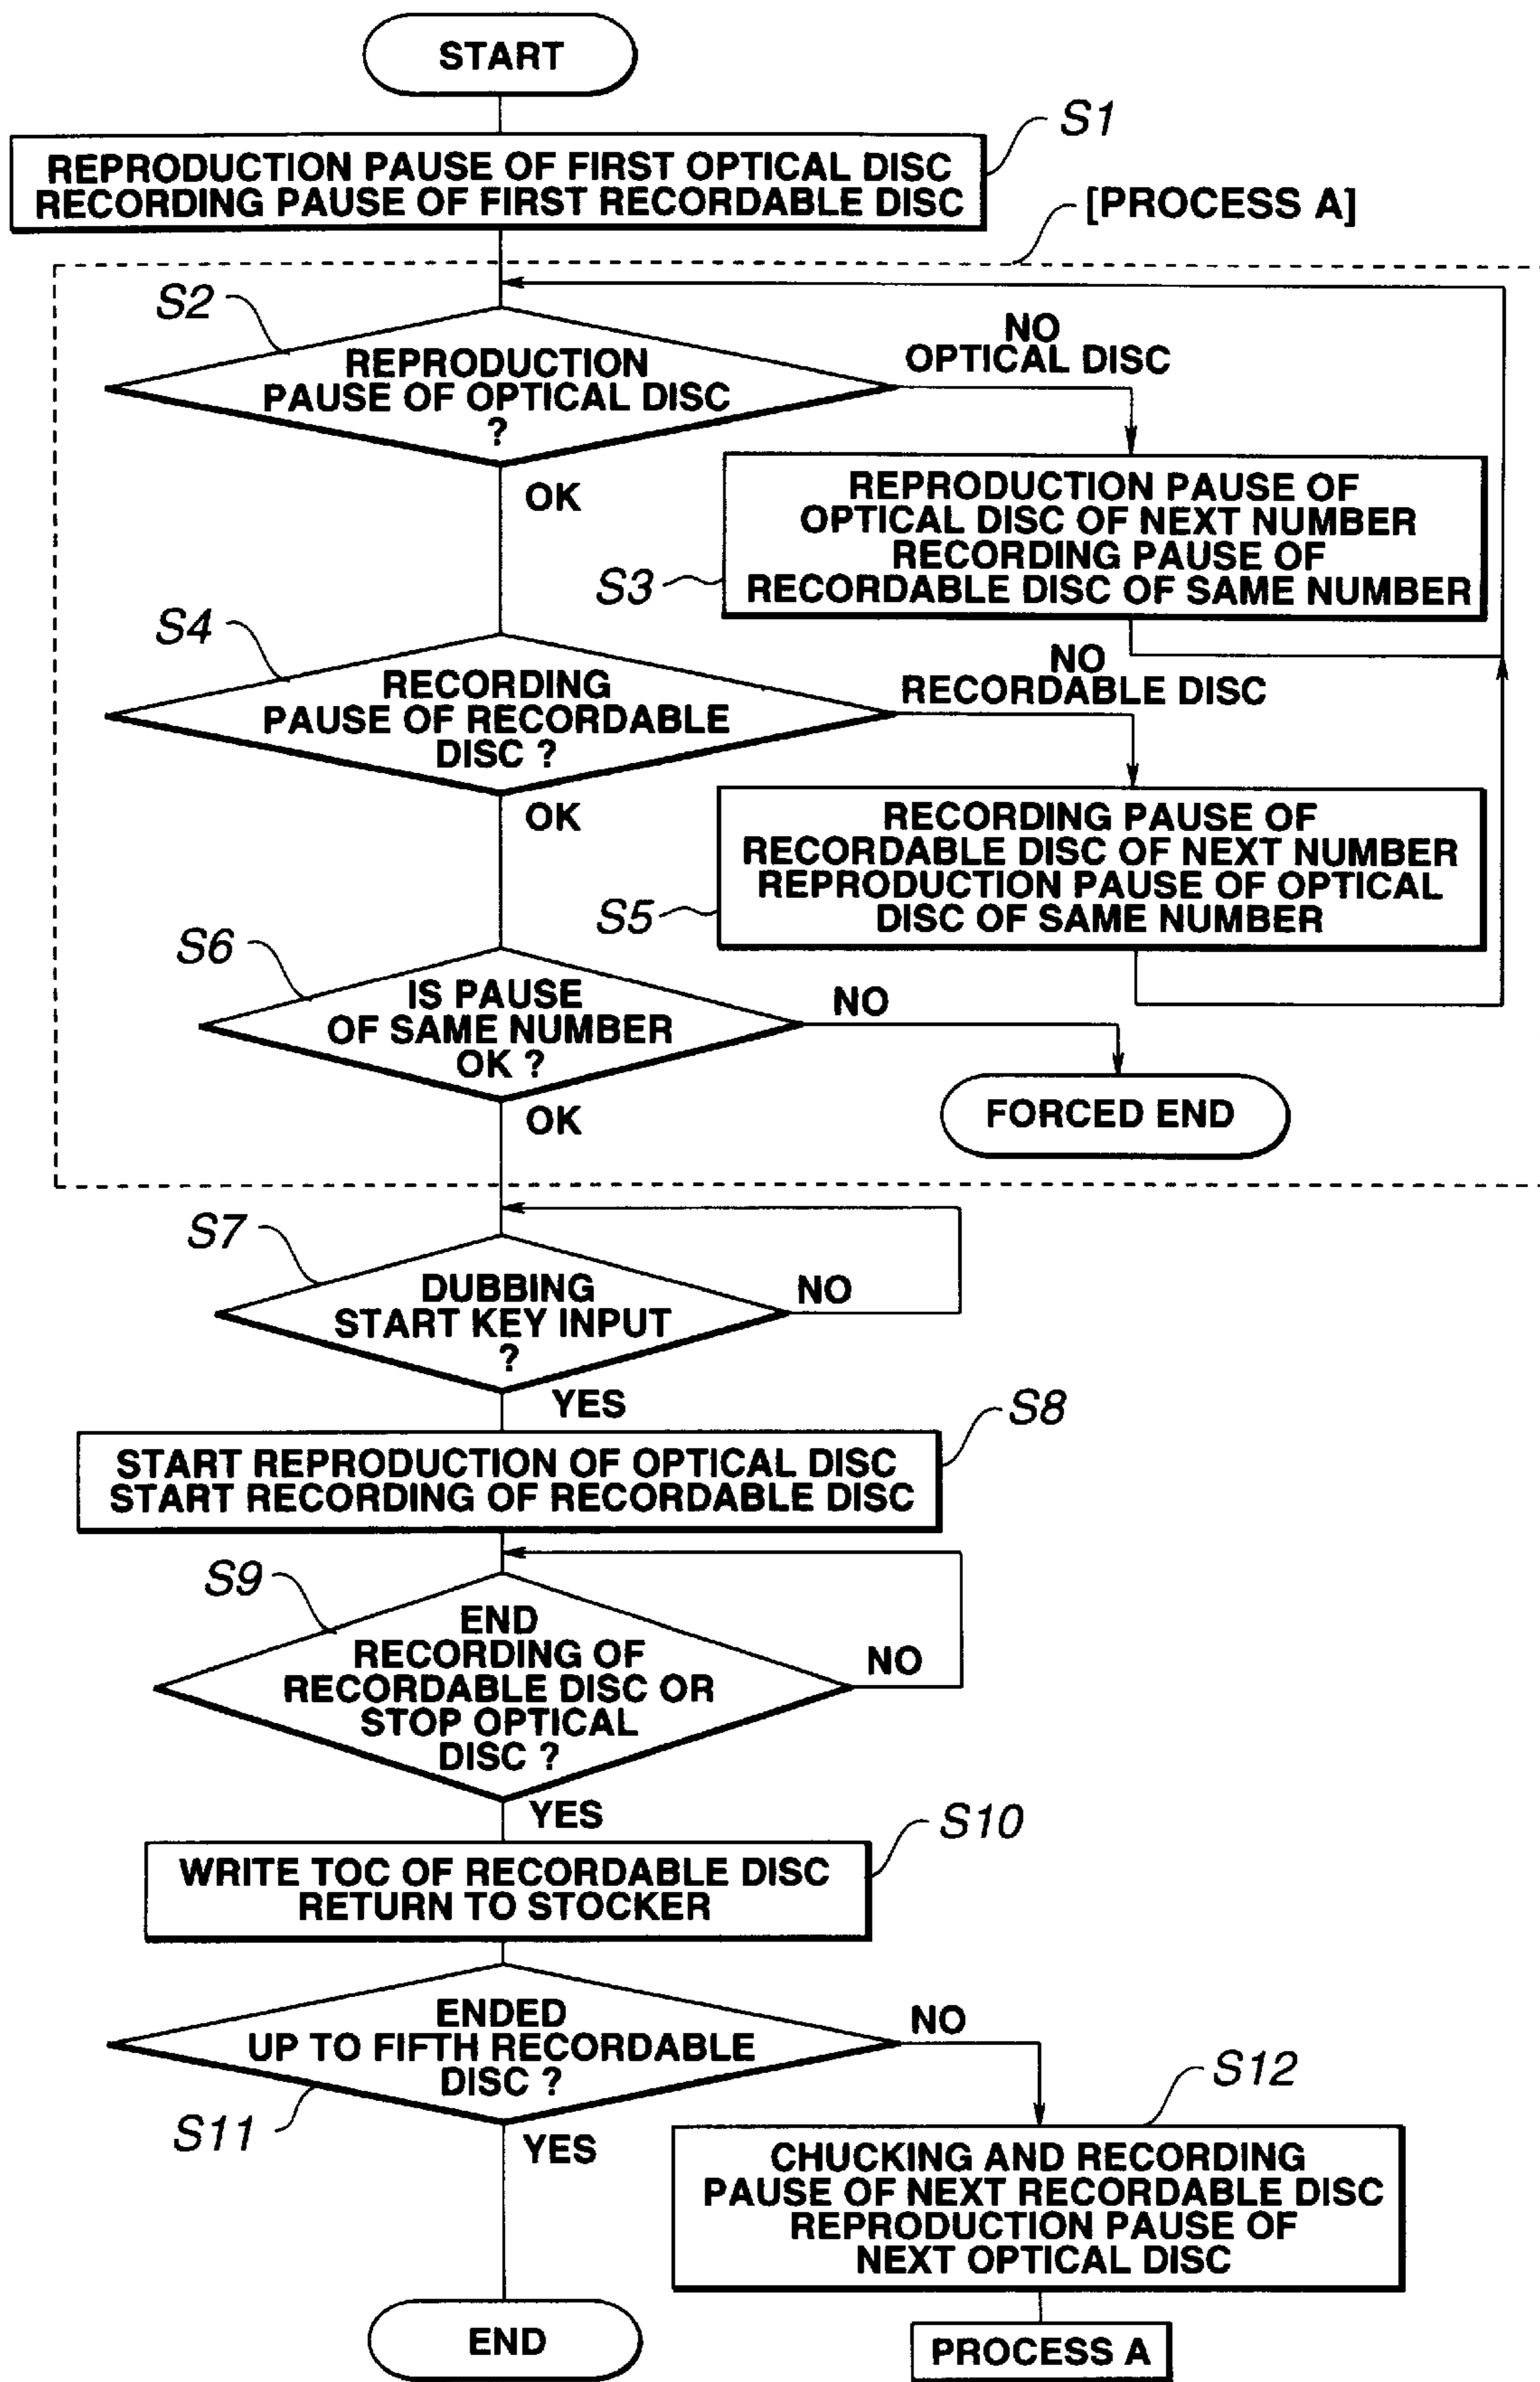 START
S1
REPRODUCTION PAUSE OF FIRST OPTICAL DISC
RECORDING PAUSE OF FIRST RECORDABLE DISC
[PROCESS A]
S2
REPRODUCTION
PAUSE OF OPTICAL DISC
?
NO
OPTICAL DISC
OK
REPRODUCTION PAUSE OF
OPTICAL DISC OF NEXT NUMBER
RECORDING PAUSE OF
RECORDABLE DISC OF SAME NUMBER
S3
S4
RECORDING
PAUSE OF RECORDABLE
DISC ?
NO
RECORDABLE DISC
OK
RECORDING PAUSE OF
RECORDABLE DISC OF NEXT NUMBER
REPRODUCTION PAUSE OF OPTICAL
DISC OF SAME NUMBER
S5
S6
IS PAUSE
OF SAME NUMBER
OK ?
NO
FORCED END
OK
S7
DUBBING
START KEY INPUT
?
NO
YES
S8
START REPRODUCTION OF OPTICAL DISC
START RECORDING OF RECORDABLE DISC
S9
END
RECORDING OF
RECORDABLE DISC OR
STOP OPTICAL
DISC ?
NO
YES
S10
WRITE TOC OF RECORDABLE DISC
RETURN TO STOCKER
ENDED
UP TO FIFTH RECORDABLE
DISC ?
NO
S11
YES
S12
CHUCKING AND RECORDING
PAUSE OF NEXT RECORDABLE DISC
REPRODUCTION PAUSE OF
NEXT OPTICAL DISC
END
PROCESS A